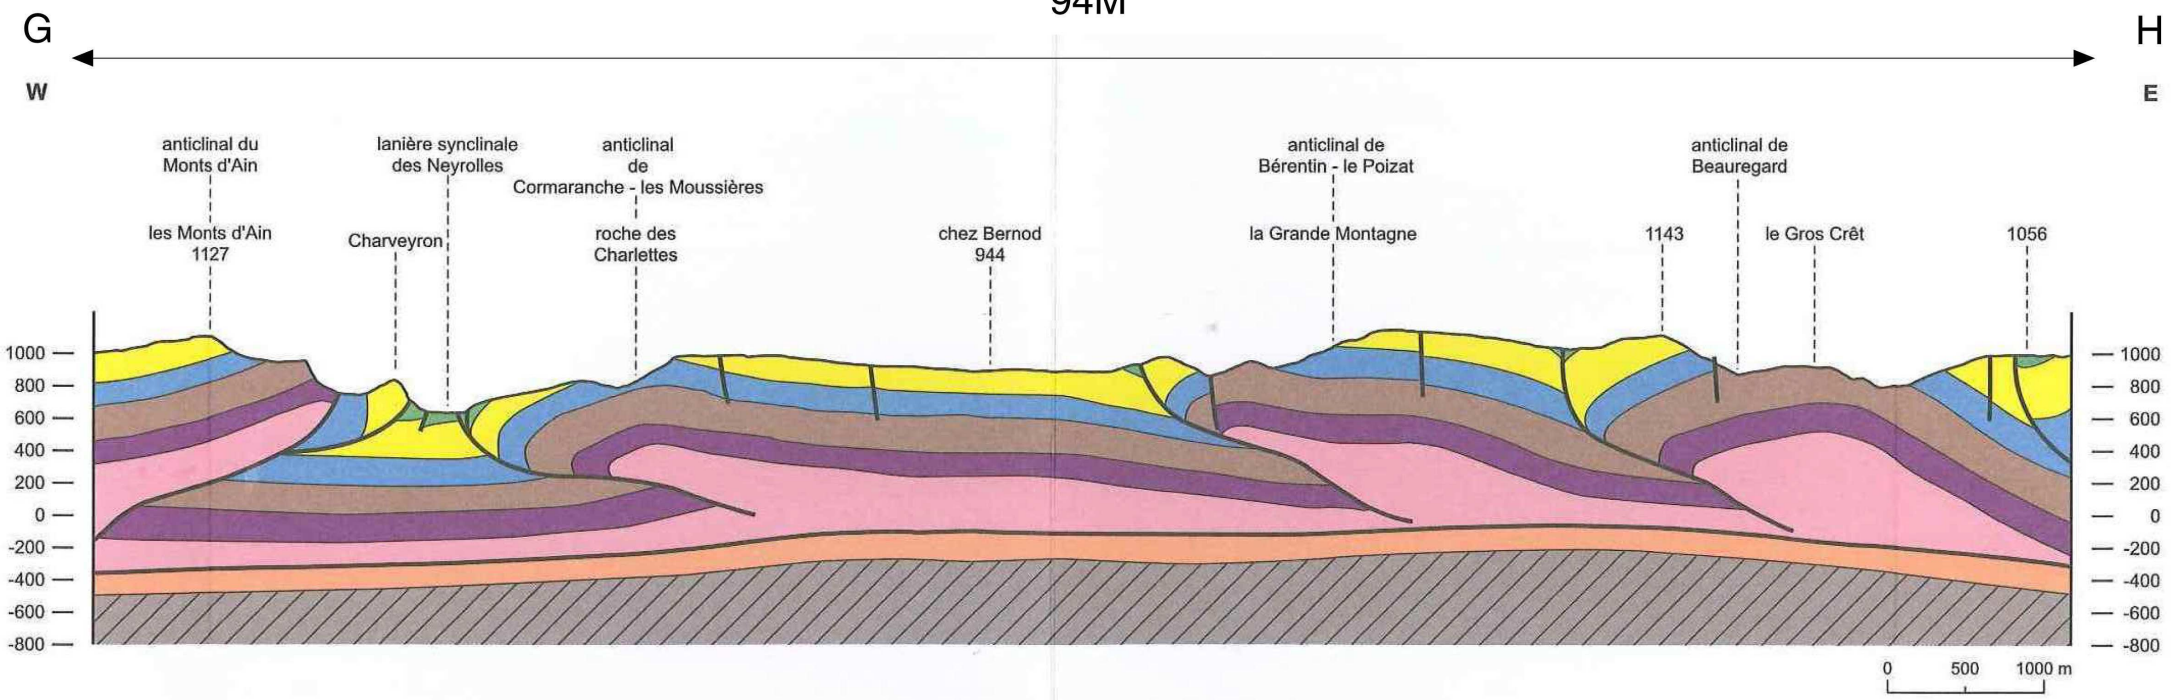 94M
G
H
W
E
anticlinal du
Monts d'Ain
lanière synclinale
des Neyrolles
anticlinal
de
Cormaranche - les Moussières
anticlinal de
Bérentin - le Poizat
anticlinal de
Beauregard
les Monts d'Ain
1127
Charveyron
roche des
Charlettes
chez Bernod
944
la Grande Montagne
1143
le Gros Crêt
1056
1000
800
600
400
200
0
-200
-400
-600
-800
1000
800
600
400
200
0
-200
-400
-600
-800
0 500 1000 m